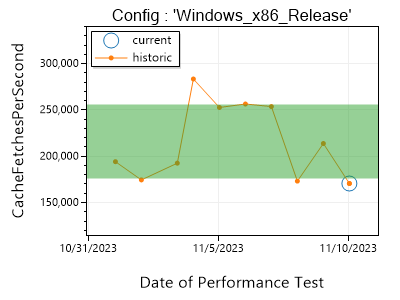 Config : 'Windows_x86_Release'
current
historic
300,000
250,000
200,000
150,000
CacheFetchesPerSecond
10/31/2023
11/5/2023
11/10/2023
Date of Performance Test